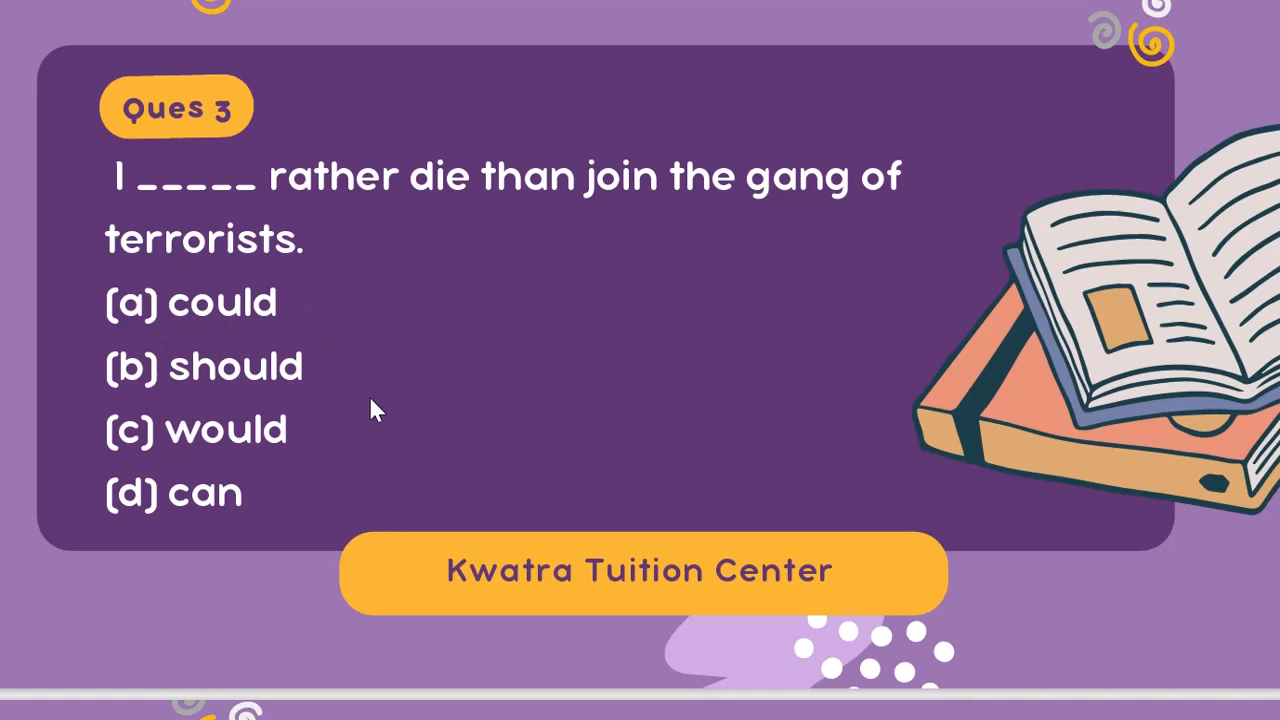 Ques 3
I _____ rather die than join the gang of
terrorists.
(a) could
(b) should
(c) would
(d) can
Kwatra Tuition Center